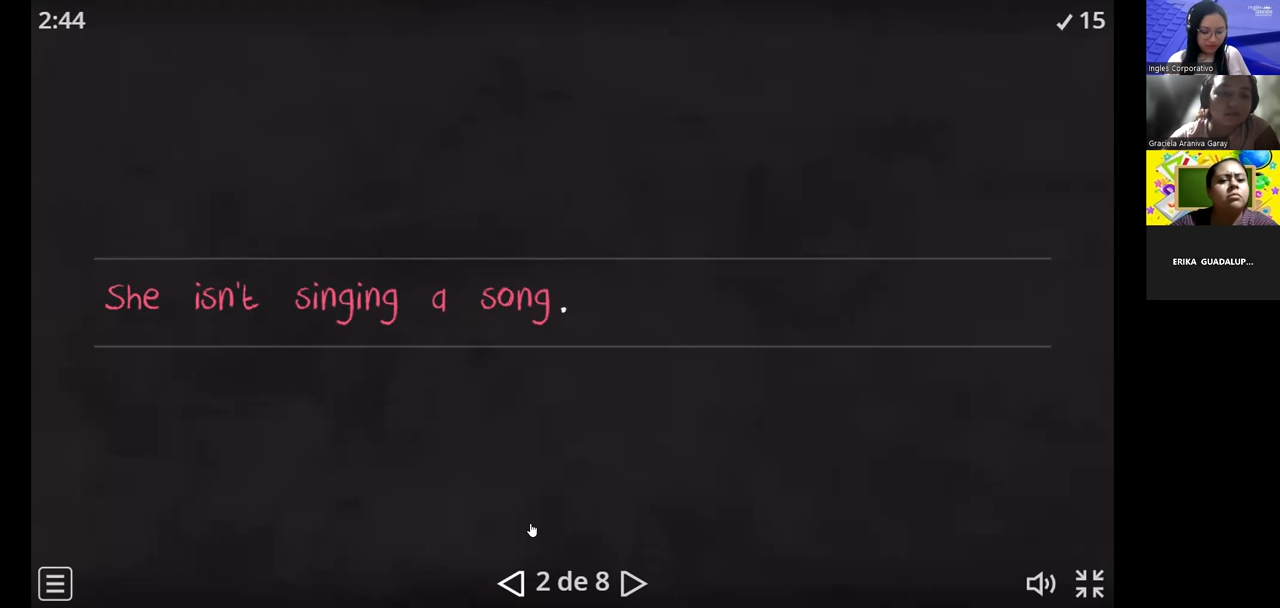 2:44
✓ 15
She isn't singing a song.
2 de 8
Ingles Corporativo
Graciela Araniva Garay
ERIKA GUADALUP...